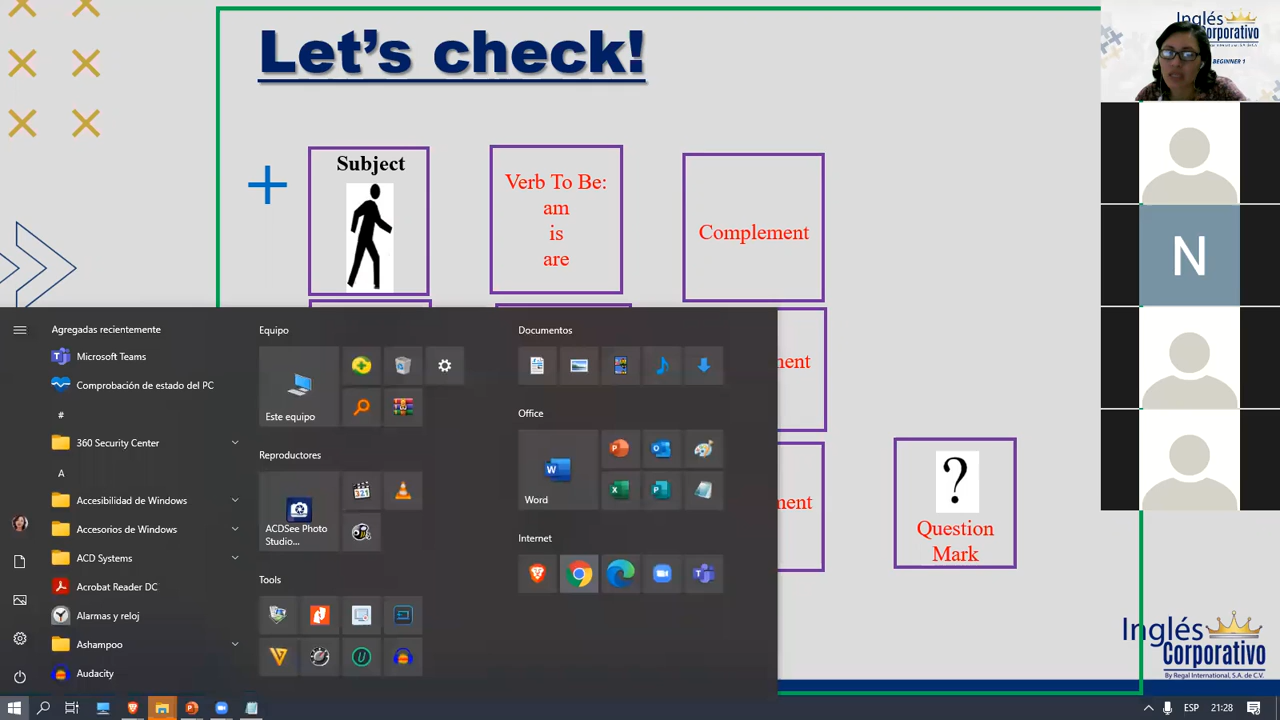 Let's check!
+
Subject
Verb To Be:
am
is
are
Complement
ment
ment
?
Question
Mark
Inglés
Corporativo
BEGINNER 1
N
Agregadas recientemente
Microsoft Teams
Comprobación de estado del PC
#
360 Security Center
A
Accesibilidad de Windows
Accesorios de Windows
ACD Systems
Acrobat Reader DC
Alarmas y reloj
Ashampoo
Audacity
Equipo
Este equipo
Reproductores
ACDSee Photo
Studio...
Tools
Documentos
Office
Word
Internet
Inglés
Corporativo
By Regal International, S.A. de C.V.
ESP
21:28